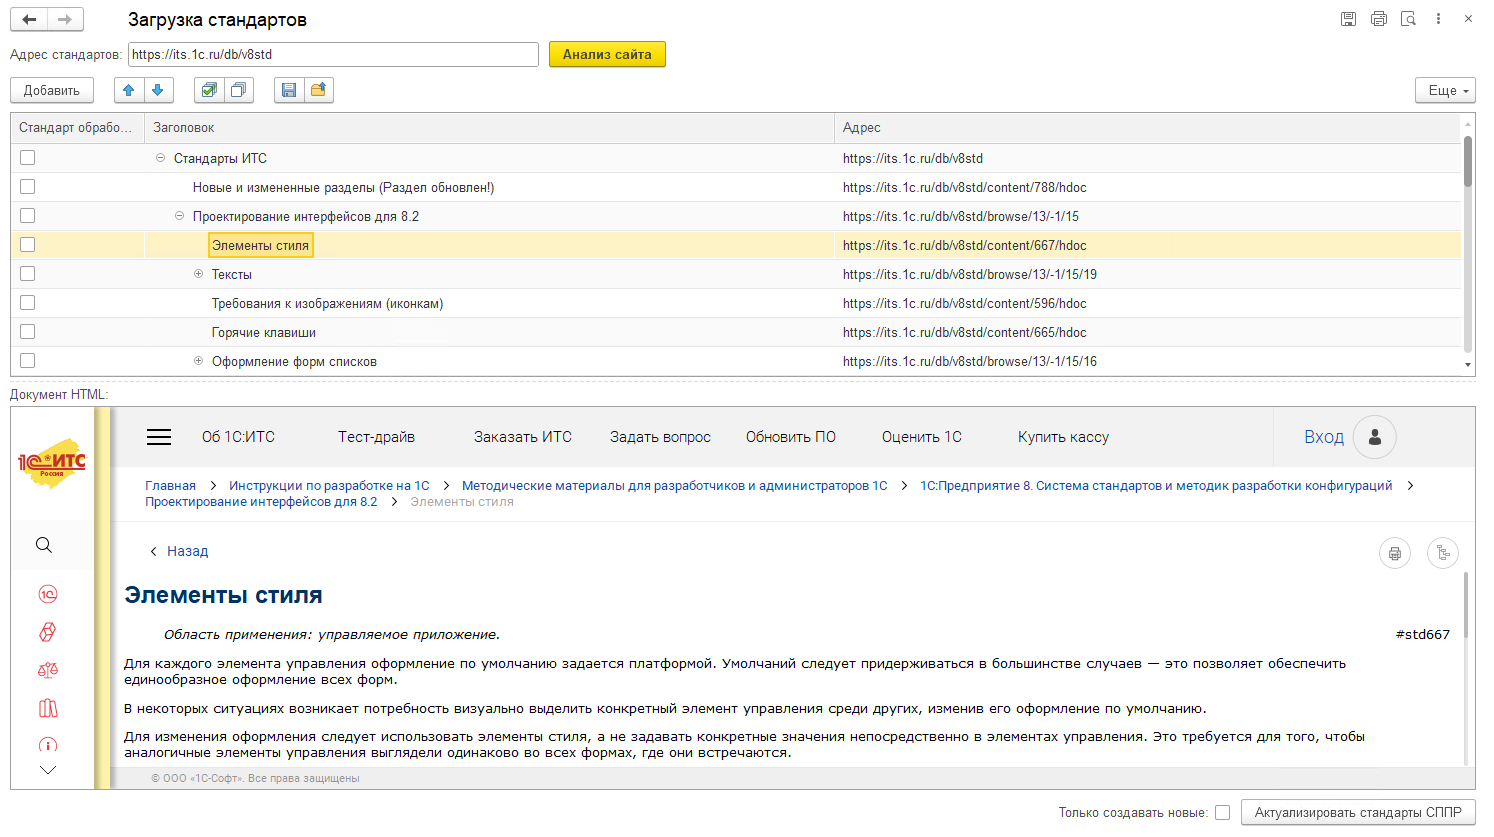 Загрузка стандартов
Адрес стандартов: https://its.1c.ru/db/v8std Анализ сайта
Добавить Еще
Стандарт обрабо... Заголовок Адрес
Стандарты ИТС https://its.1c.ru/db/v8std
Новые и измененные разделы (Раздел обновлен!) https://its.1c.ru/db/v8std/content/788/hdoc
Проектирование интерфейсов для 8.2 https://its.1c.ru/db/v8std/browse/13/-1/15
Элементы стиля https://its.1c.ru/db/v8std/content/667/hdoc
Тексты https://its.1c.ru/db/v8std/browse/13/-1/15/19
Требования к изображениям (иконкам) https://its.1c.ru/db/v8std/content/596/hdoc
Горячие клавиши https://its.1c.ru/db/v8std/content/665/hdoc
Оформление форм списков https://its.1c.ru/db/v8std/browse/13/-1/15/16
Документ HTML:
1С ИТС
Россия
Об 1С:ИТС Тест-драйв Заказать ИТС Задать вопрос Обновить ПО Оценить 1С Купить кассу Вход
Главная > Инструкции по разработке на 1С > Методические материалы для разработчиков и администраторов 1С > 1С:Предприятие 8. Система стандартов и методик разработки конфигураций >
Проектирование интерфейсов для 8.2 > Элементы стиля
< Назад
Элементы стиля
Область применения: управляемое приложение. #std667
Для каждого элемента управления оформление по умолчанию задается платформой. Умолчаний следует придерживаться в большинстве случаев — это позволяет обеспечить
единообразное оформление всех форм.
В некоторых ситуациях возникает потребность визуально выделить конкретный элемент управления среди других, изменив его оформление по умолчанию.
Для изменения оформления следует использовать элементы стиля, а не задавать конкретные значения непосредственно в элементах управления. Это требуется для того, чтобы
аналогичные элементы управления выглядели одинаково во всех формах, где они встречаются.
© ООО «1С-Софт». Все права защищены
Только создавать новые: Актуализировать стандарты СППР